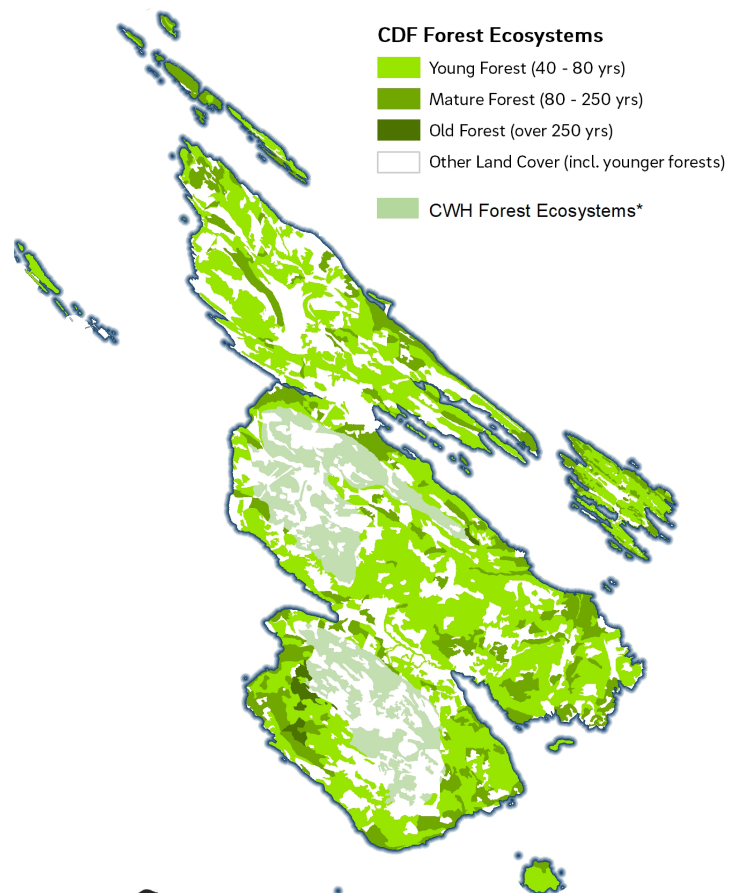 CDF Forest Ecosystems
Young Forest (40 - 80 yrs)
Mature Forest (80 - 250 yrs)
Old Forest (over 250 yrs)
Other Land Cover (incl. younger forests)
CWH Forest Ecosystems*